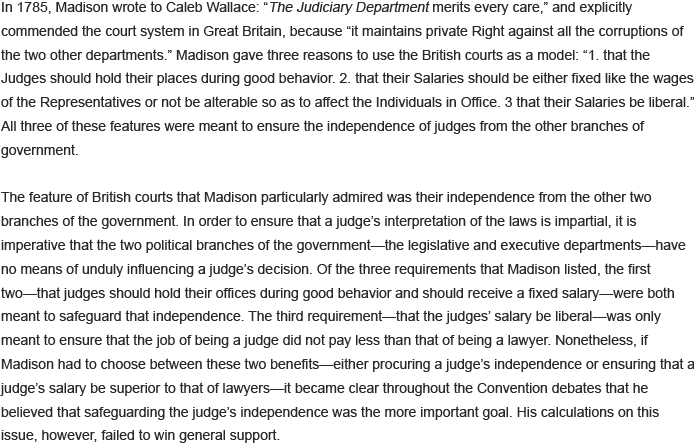 In 1785, Madison wrote to Caleb Wallace: “The Judiciary Department merits every care,” and explicitly
commended the court system in Great Britain, because “it maintains private Right against all the corruptions of
the two other departments.” Madison gave three reasons to use the British courts as a model: “1. that the
Judges should hold their places during good behavior. 2. that their Salaries should be either fixed like the wages
of the Representatives or not be alterable so as to affect the Individuals in Office. 3 that their Salaries be liberal.”
All three of these features were meant to ensure the independence of judges from the other branches of
government.
The feature of British courts that Madison particularly admired was their independence from the other two
branches of the government. In order to ensure that a judge’s interpretation of the laws is impartial, it is
imperative that the two political branches of the government—the legislative and executive departments—have
no means of unduly influencing a judge’s decision. Of the three requirements that Madison listed, the first
two—that judges should hold their offices during good behavior and should receive a fixed salary—were both
meant to safeguard that independence. The third requirement—that the judges’ salary be liberal—was only
meant to ensure that the job of being a judge did not pay less than that of being a lawyer. Nonetheless, if
Madison had to choose between these two benefits—either procuring a judge’s independence or ensuring that a
judge’s salary be superior to that of lawyers—it became clear throughout the Convention debates that he
believed that safeguarding the judge’s independence was the more important goal. His calculations on this
issue, however, failed to win general support.